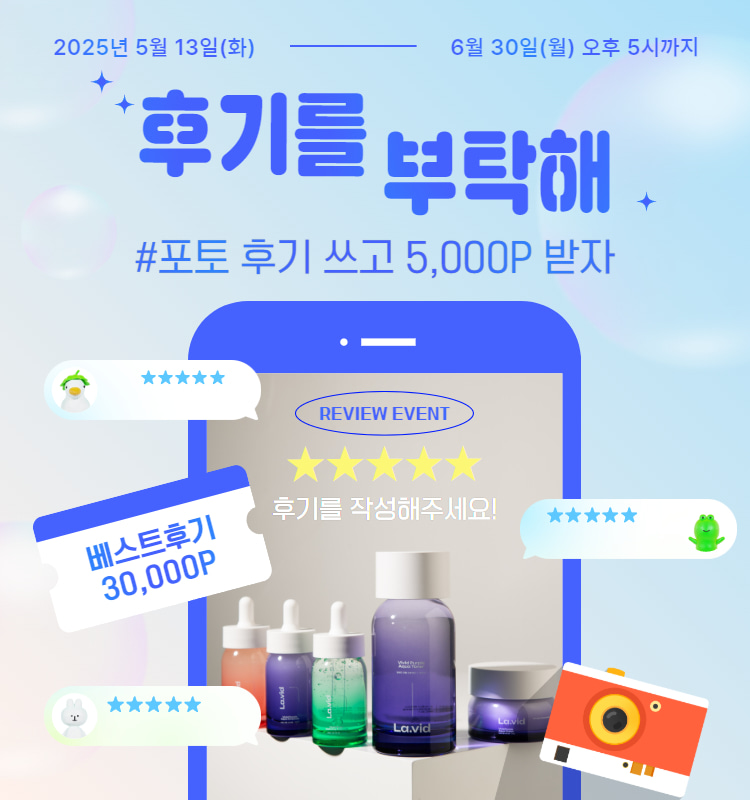 2025년 5월 13일(화) 6월 30일(월) 오후 5시까지
후기를
부탁해
#포토 후기 쓰고 5,000P 받자
REVIEW EVENT
후기를 작성해주세요!
베스트후기
30,000P
La.vid
La.vid
La.vid
La.vid
La.vid